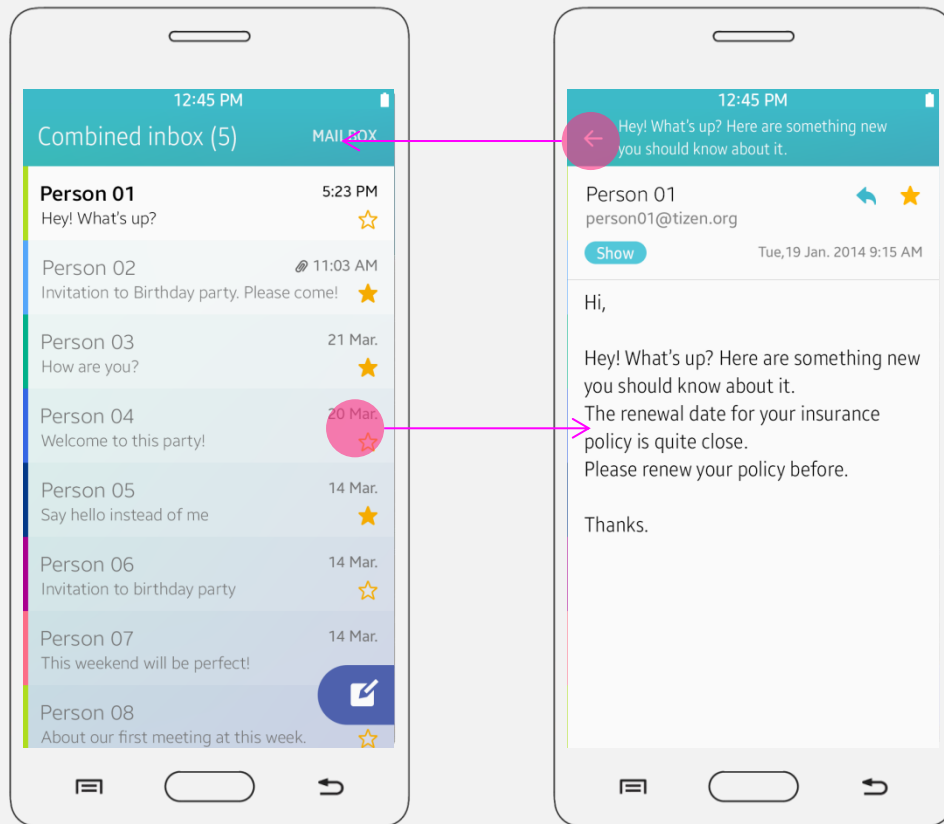 12:45 PM
Combined inbox (5)
MAILBOX
Person 01
5:23 PM
Hey! What's up?
Person 02
11:03 AM
Invitation to Birthday party. Please come!
Person 03
21 Mar.
How are you?
Person 04
20 Mar.
Welcome to this party!
Person 05
14 Mar.
Say hello instead of me
Person 06
14 Mar.
Invitation to birthday party
Person 07
14 Mar.
This weekend will be perfect!
Person 08
About our first meeting at this week.
12:45 PM
Hey! What's up? Here are something new
you should know about it.
Person 01
person01@tizen.org
Show
Tue,19 Jan. 2014 9:15 AM
Hi,
Hey! What's up? Here are something new
you should know about it.
The renewal date for your insurance
policy is quite close.
Please renew your policy before.
Thanks.